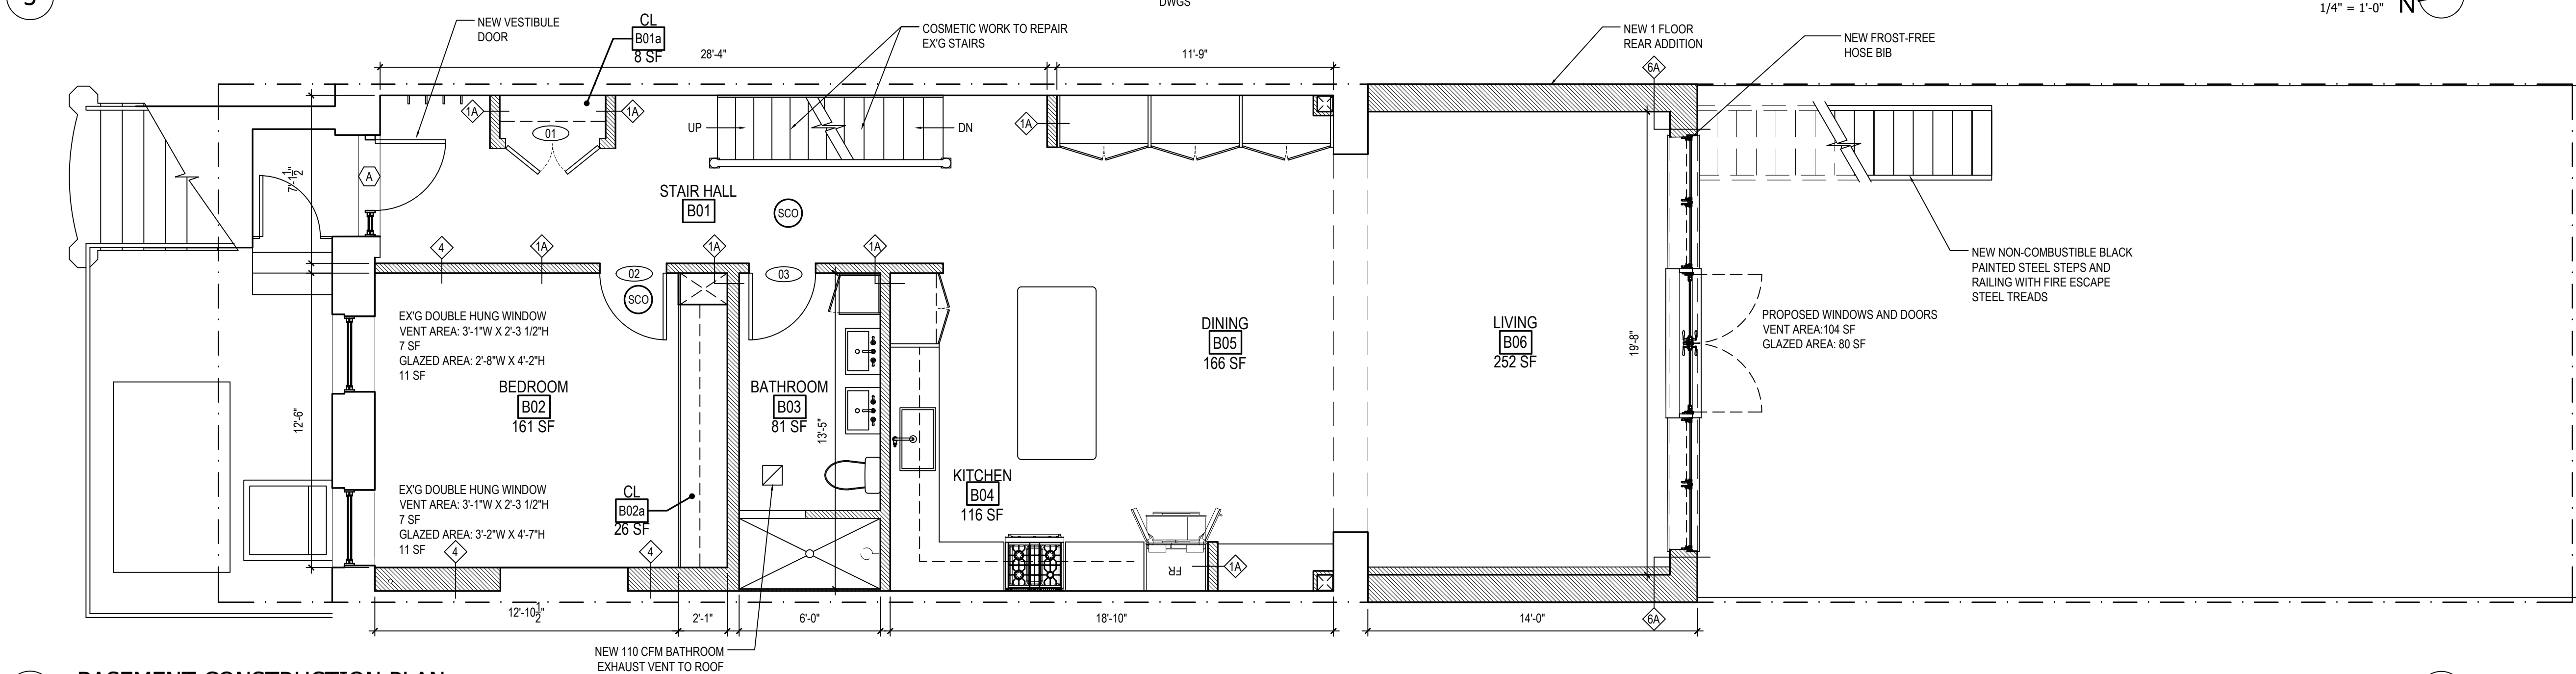 DWGS
1/4" = 1'-0"
N
NEW VESTIBULE
DOOR
CL
B01a
8 SF
COSMETIC WORK TO REPAIR
EX'G STAIRS
28'-4"
11'-9"
NEW 1 FLOOR
REAR ADDITION
NEW FROST-FREE
HOSE BIB
6A
1A
1A
01
1A
UP
DN
A
7'-1 1/2"
STAIR HALL
B01
SCO
4
1A
1A
1A
02
03
SCO
NEW NON-COMBUSTIBLE BLACK
PAINTED STEEL STEPS AND
RAILING WITH FIRE ESCAPE
STEEL TREADS
EX'G DOUBLE HUNG WINDOW
VENT AREA: 3'-1"W X 2'-3 1/2"H
7 SF
GLAZED AREA: 2'-8"W X 4'-2"H
11 SF
BEDROOM
B02
161 SF
BATHROOM
B03
81 SF
13'-5"
DINING
B05
166 SF
LIVING
B06
252 SF
19'-8"
PROPOSED WINDOWS AND DOORS
VENT AREA:104 SF
GLAZED AREA: 80 SF
12'-6"
EX'G DOUBLE HUNG WINDOW
VENT AREA: 3'-1"W X 2'-3 1/2"H
7 SF
GLAZED AREA: 3'-2"W X 4'-7"H
11 SF
CL
B02a
26 SF
KITCHEN
B04
116 SF
4
4
FR
1A
12'-10 1/2"
2'-1"
6'-0"
18'-10"
14'-0"
6A
NEW 110 CFM BATHROOM
EXHAUST VENT TO ROOF
BASEMENT CONSTRUCTION PLAN